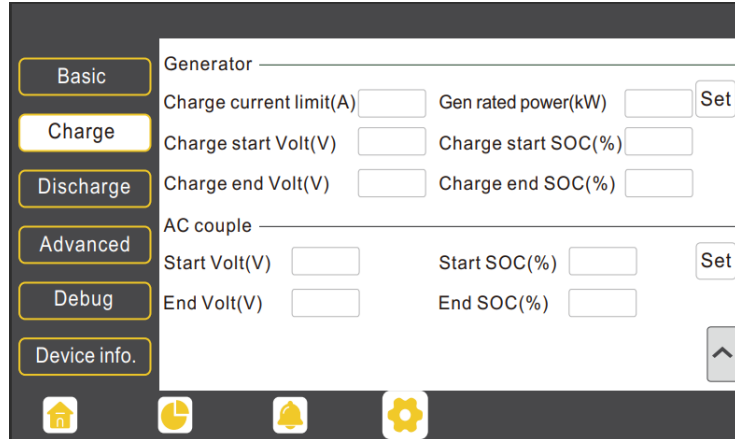 Basic
Charge
Discharge
Advanced
Debug
Device info.
Generator
Charge current limit(A) Gen rated power(kW) Set
Charge start Volt(V) Charge start SOC(%)
Charge end Volt(V) Charge end SOC(%)
AC couple
Start Volt(V) Start SOC(%) Set
End Volt(V) End SOC(%)